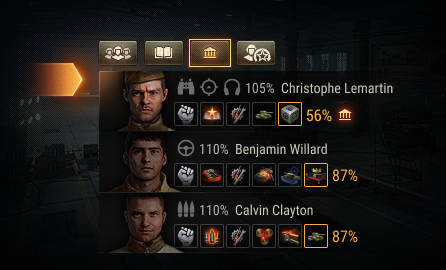 105% Christophe Lemartin
56%
110% Benjamin Willard
87%
110% Calvin Clayton
87%